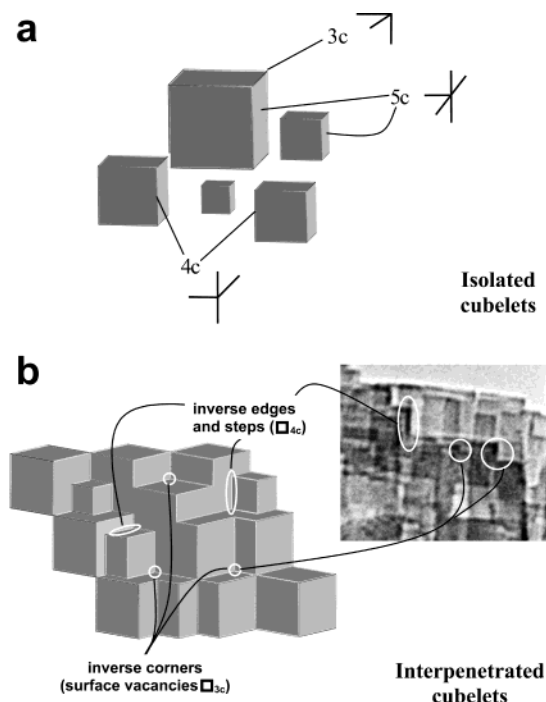 a
3c
5c
4c
Isolated
cubelets
b
inverse edges
and steps (□4c)
inverse corners
(surface vacancies □3c)
Interpenetrated
cubelets